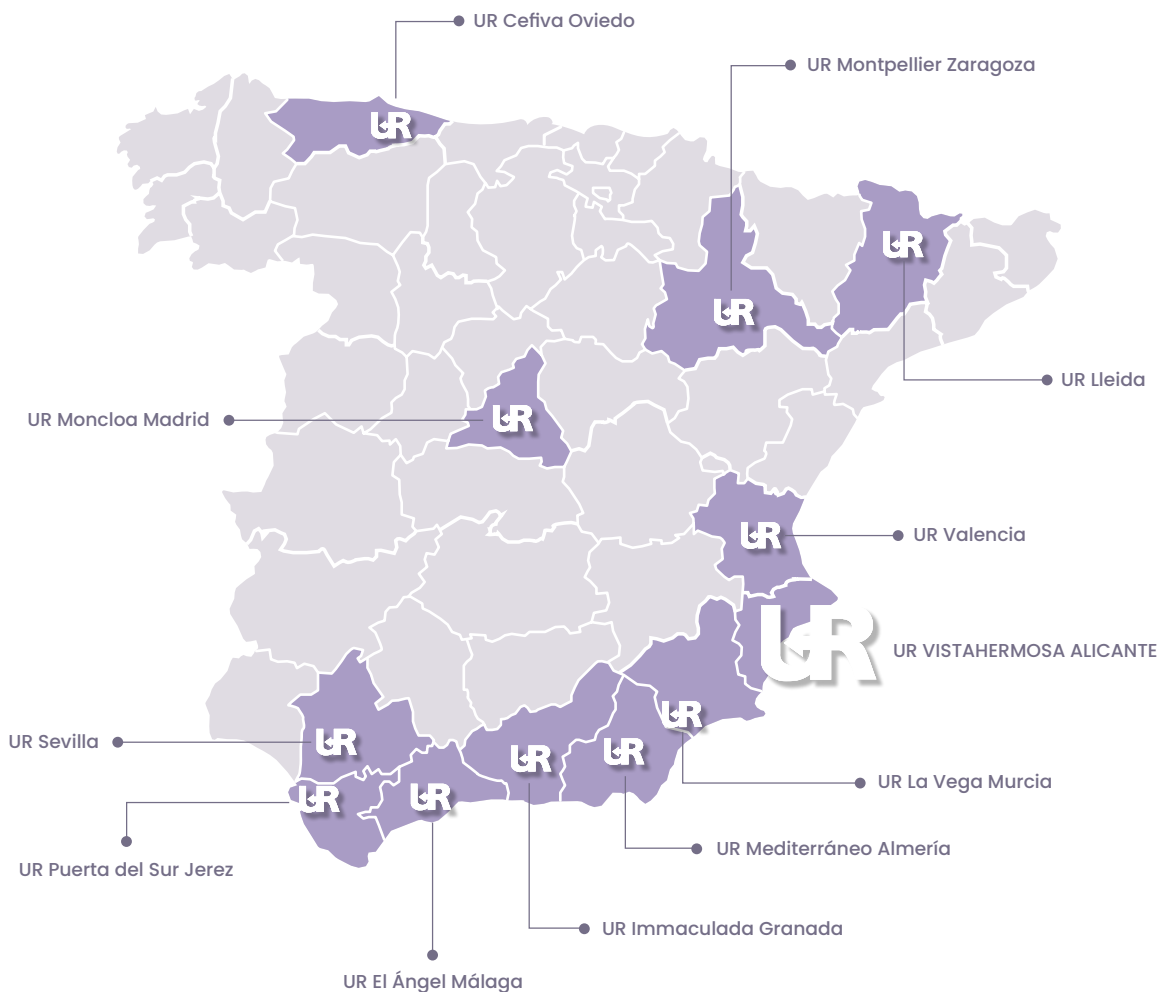 UR Cefiva Oviedo
UR Montpellier Zaragoza
UR
UR
UR
UR Lleida
UR Moncloa Madrid
UR
UR
UR Valencia
UR
UR VISTAHERMOSA ALICANTE
UR
UR Sevilla
UR
UR
UR
UR La Vega Murcia
UR
UR
UR Mediterráneo Almería
UR Puerta del Sur Jerez
UR Immaculada Granada
UR El Ángel Málaga